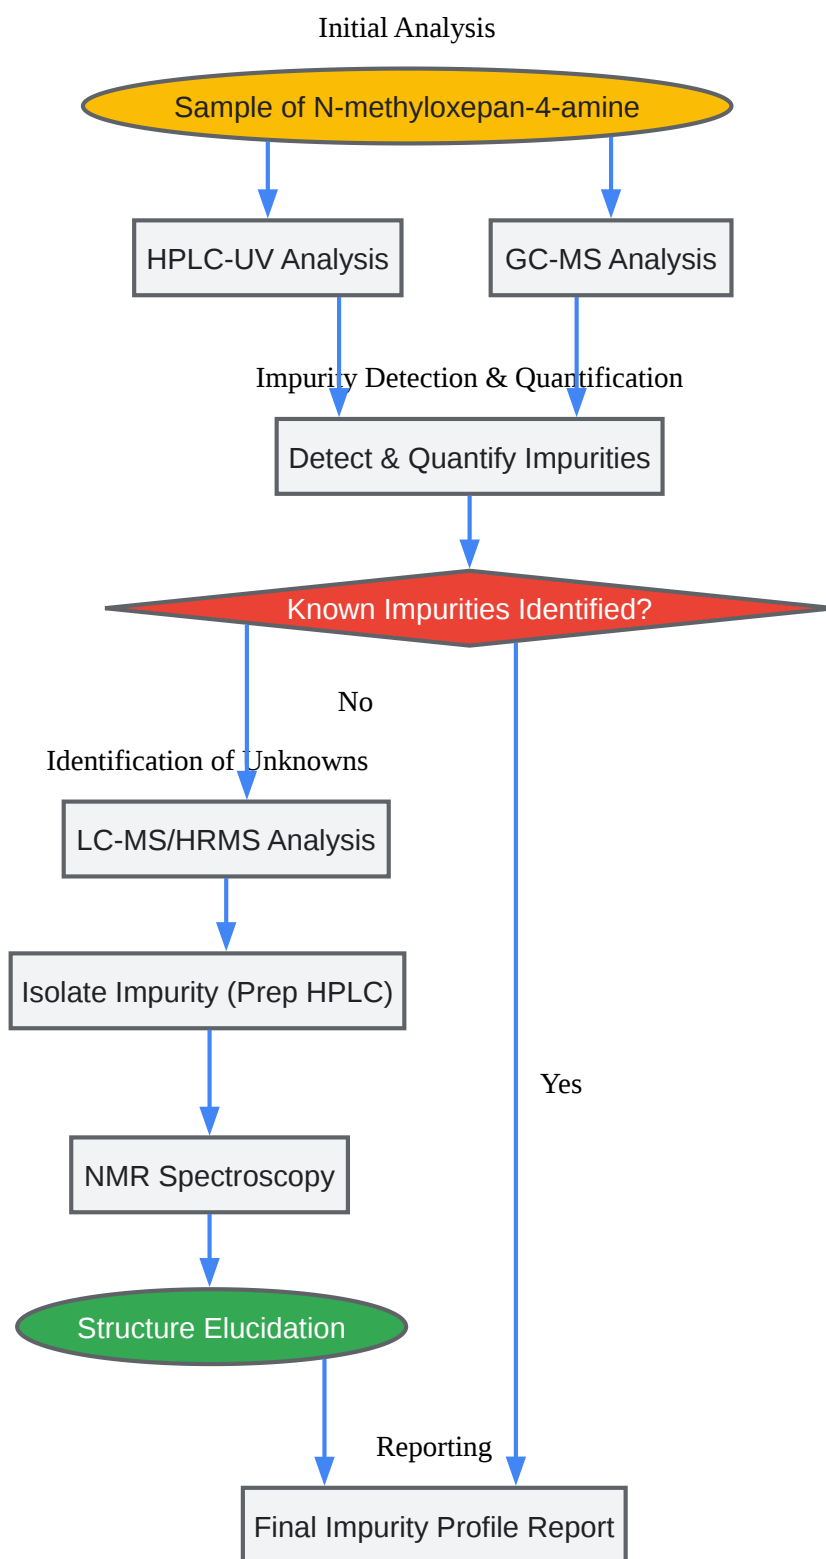 Initial Analysis
Sample of N-methyloxepan-4-amine
HPLC-UV Analysis
GC-MS Analysis
Impurity Detection & Quantification
Detect & Quantify Impurities
Known Impurities Identified?
No
Identification of Unknowns
LC-MS/HRMS Analysis
Isolate Impurity (Prep HPLC)
Yes
NMR Spectroscopy
Structure Elucidation
Reporting
Final Impurity Profile Report